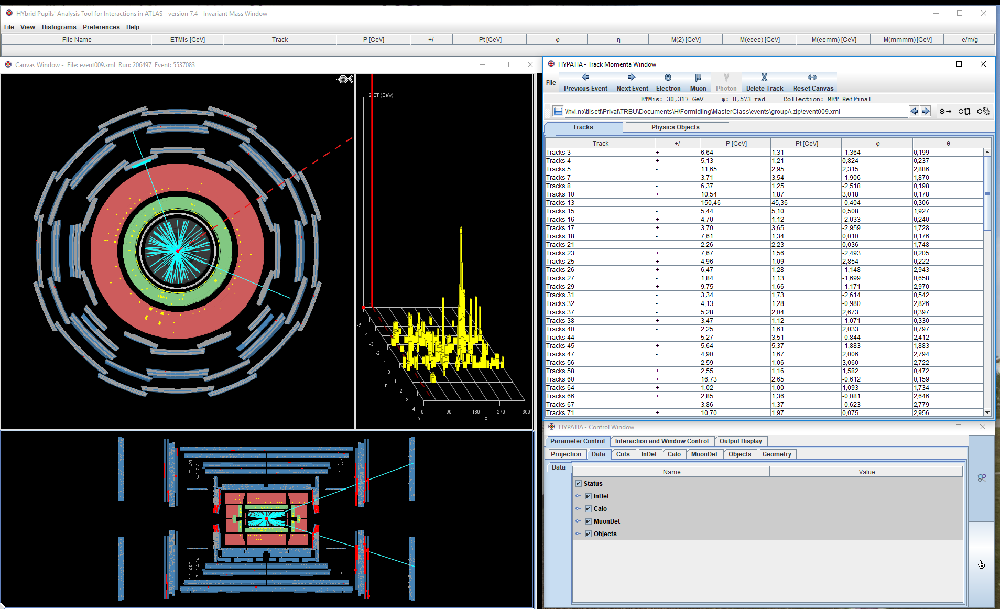 HYbrid Pupils' Analysis Tool for Interactions in ATLAS - version 7.4 - Invariant Mass Window
File View Histograms Preferences Help
File Name ETMis [GeV] Track P [GeV] +/- Pt [GeV] φ η M(2) [GeV] M(eeee) [GeV] M(eemm) [GeV] M(mmmm) [GeV] e/m/g
Canvas Window - File: event009.xml Run: 206497 Event: 5537083
2 ET (GeV)
0
-5
-4
-3
-2
-1
0
1
2
3
4
5
η
0 90 180 270 360
Φ
HYPATIA - Track Momenta Window
File Previous Event Next Event Electron Muon Photon Delete Track Reset Canvas
ETMis: 30,317 GeV φ: 0,573 rad Collection: MET_RefFinal
\\hvl.no\tilsett\Privat\TRBU\Documents\H\Formidling\MasterClass\events\groupA.zip\event009.xml
Tracks Physics Objects
Track +/- P [GeV] Pt [GeV] φ θ
Tracks 3 + 6,64 1,31 -1,364 0,199
Tracks 4 + 5,13 1,21 0,824 0,237
Tracks 5 - 11,65 2,95 2,315 2,886
Tracks 7 - 3,71 3,54 -1,906 1,870
Tracks 8 - 6,37 1,25 -2,518 0,198
Tracks 10 + 10,54 1,87 3,018 0,178
Tracks 13 - 150,46 45,36 -0,404 0,306
Tracks 15 - 5,44 5,10 0,508 1,927
Tracks 16 + 4,70 1,12 -2,033 0,240
Tracks 17 + 3,70 3,65 -2,959 1,728
Tracks 18 - 7,61 1,34 0,010 0,176
Tracks 21 - 2,26 2,23 0,036 1,748
Tracks 23 + 7,67 1,56 -2,493 0,205
Tracks 25 + 4,96 1,09 2,854 0,222
Tracks 26 + 6,47 1,28 -1,148 2,943
Tracks 27 - 1,84 1,13 -1,699 0,658
Tracks 29 + 9,75 1,66 -1,171 2,970
Tracks 31 - 3,34 1,73 -2,614 0,542
Tracks 32 - 4,13 1,28 -0,980 2,826
Tracks 37 - 5,28 2,04 2,673 0,397
Tracks 38 + 3,47 1,12 -1,071 0,330
Tracks 40 - 2,25 1,61 2,033 0,797
Tracks 44 - 5,27 3,51 -0,844 2,412
Tracks 45 + 5,64 5,37 -1,883 1,883
Tracks 47 - 4,90 1,67 2,006 2,794
Tracks 56 - 2,59 1,06 3,060 2,722
Tracks 58 + 2,55 1,16 1,582 0,472
Tracks 60 + 16,73 2,65 -0,612 0,159
Tracks 64 + 1,02 1,00 1,093 1,734
Tracks 66 + 2,85 1,36 -0,081 2,646
Tracks 67 - 3,86 1,37 -0,623 2,779
Tracks 71 + 10,70 1,97 0,075 2,956
HYPATIA - Control Window
Parameter Control Interaction and Window Control Output Display
Projection Data Cuts InDet Calo MuonDet Objects Geometry
Data
Name Value
Status
InDet
Calo
MuonDet
Objects